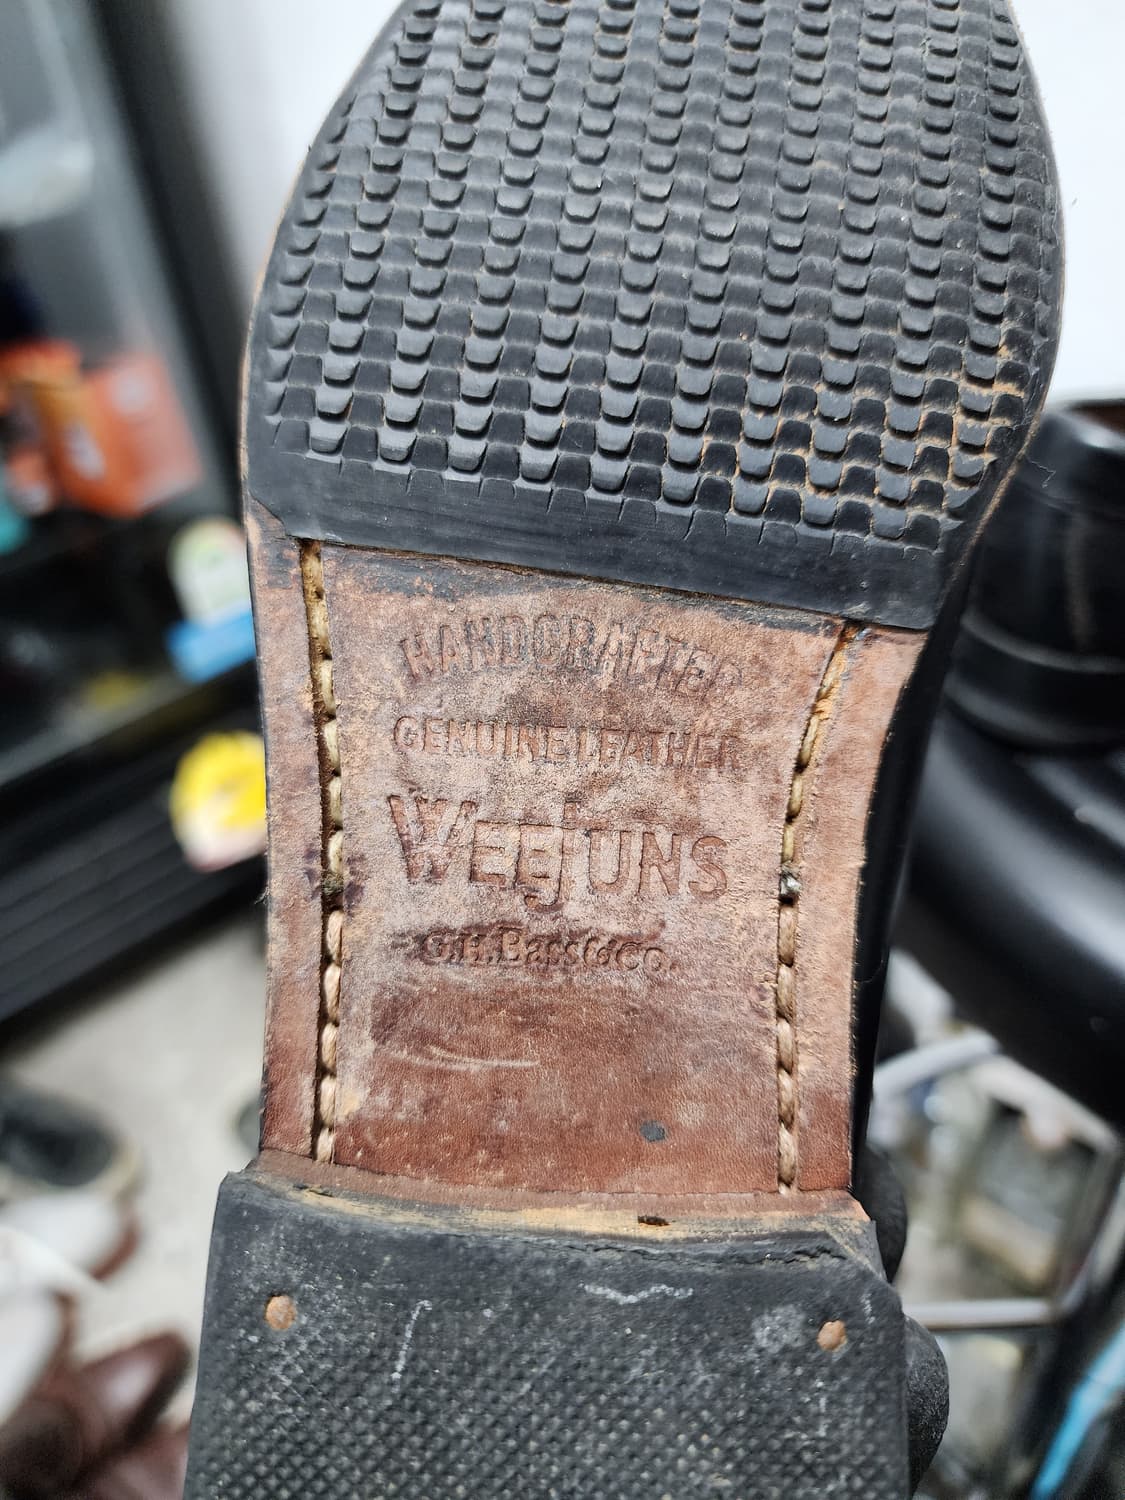 HANDCRAFTED
GENUINE LEATHER
WEEJUNS
G.H.Bass&Co.